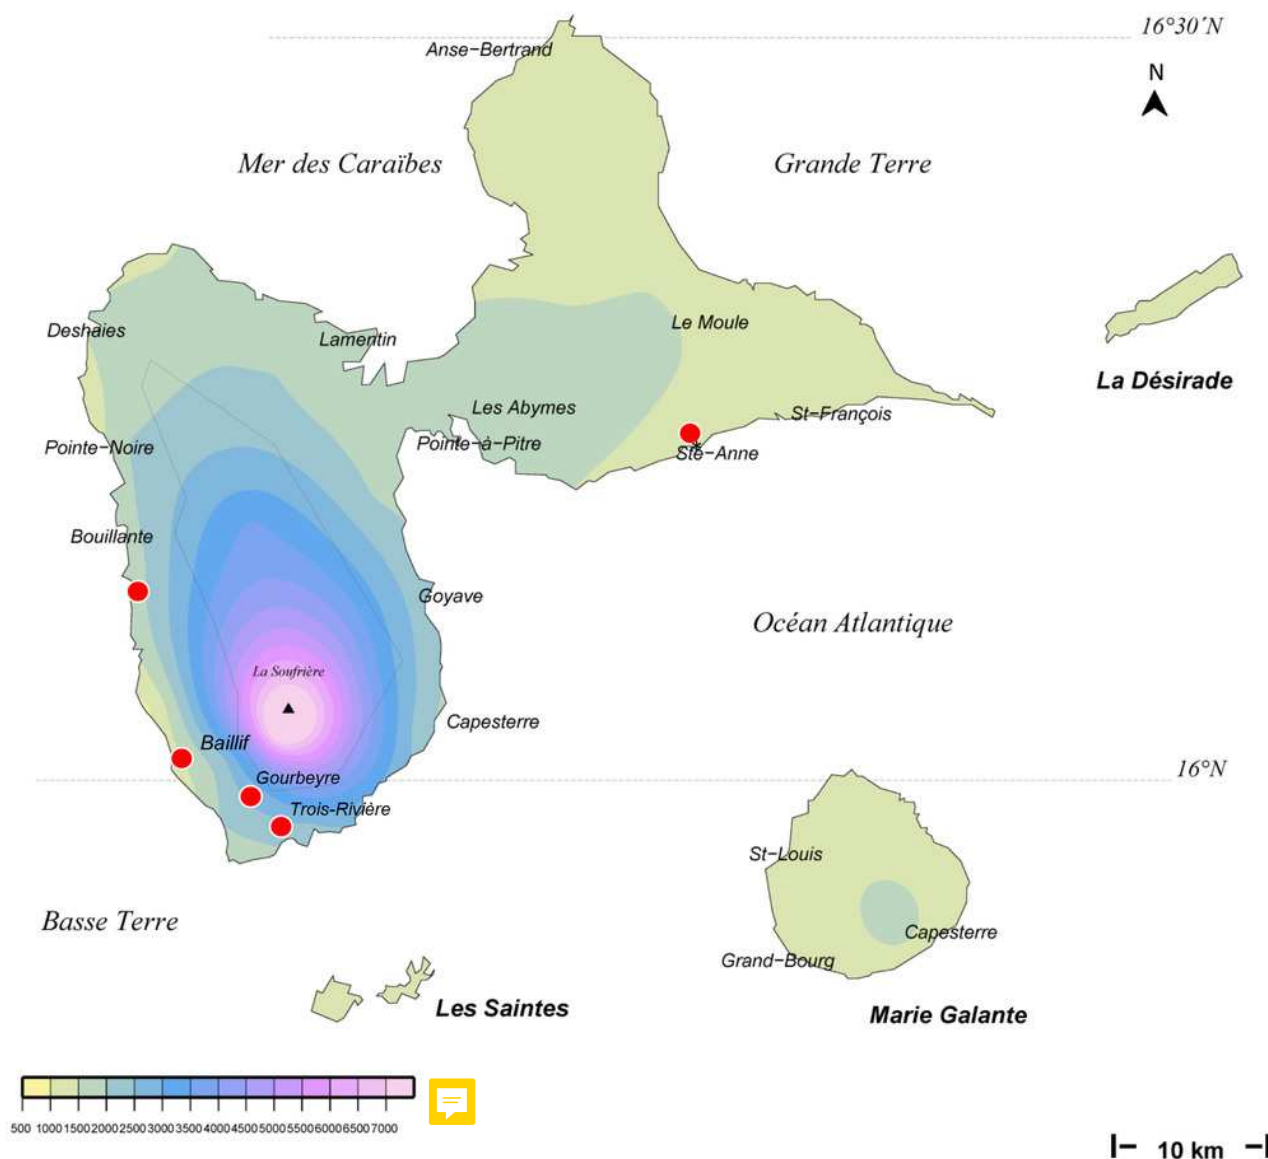 16°30'N
Anse-Bertrand
N
Mer des Caraïbes
Grande Terre
Deshaies
Lamentin
Le Moule
La Désirade
Les Abymes
St-François
Pointe-Noire
Pointe-à-Pitre
*
Ste-Anne
Bouillante
Goyave
Océan Atlantique
La Soufrière
Capesterre
Baillif
16°N
Gourbeyre
Trois-Rivière
St-Louis
Basse Terre
Capesterre
Grand-Bourg
Les Saintes
Marie Galante
500 1000 1500 2000 2500 3000 3500 4000 4500 5000 5500 6000 6500 7000
10 km